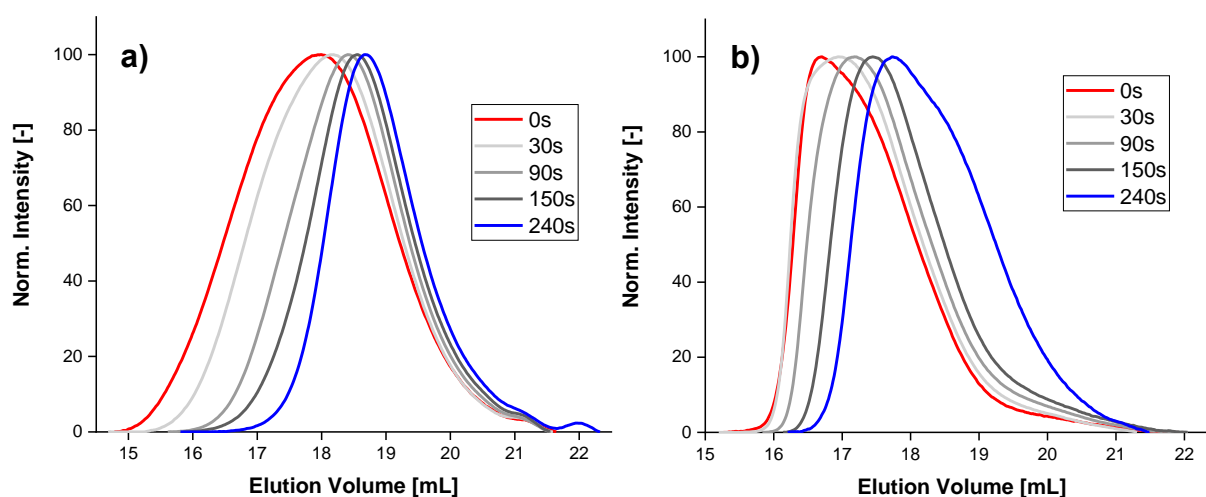 a)
Norm. Intensity [-]
100
80
60
40
20
0
0s
30s
90s
150s
240s
15 16 17 18 19 20 21 22
Elution Volume [mL]
b)
Norm. Intensity [-]
100
80
60
40
20
0
0s
30s
90s
150s
240s
15 16 17 18 19 20 21 22
Elution Volume [mL]